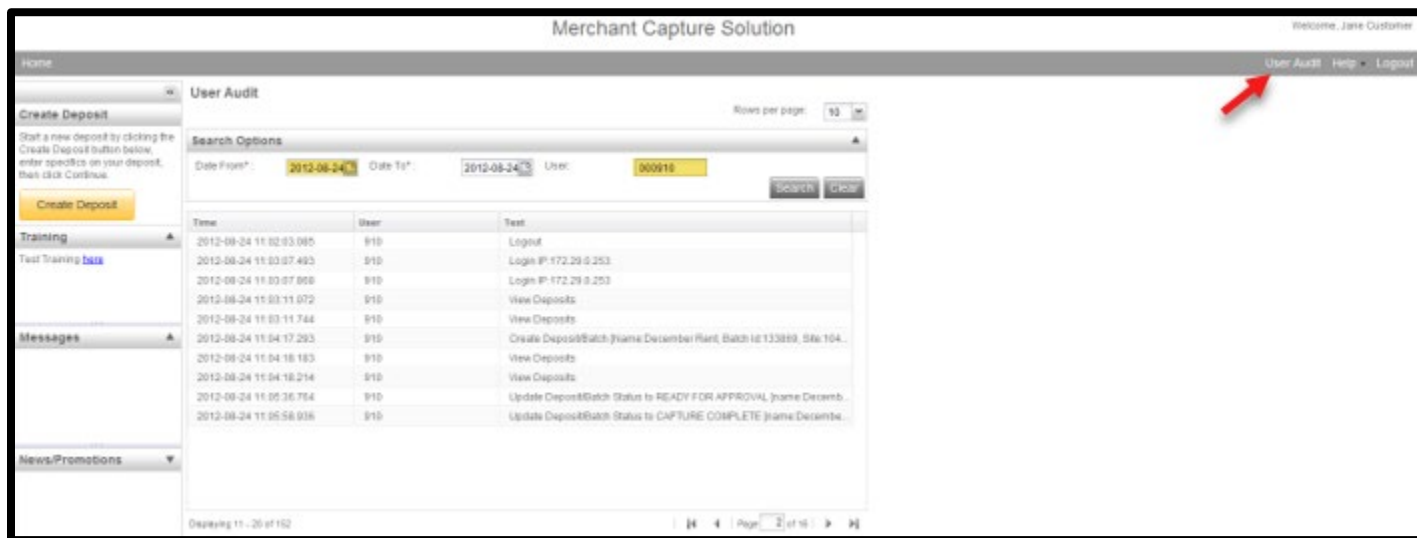 Merchant Capture Solution
Welcome, Jane Customer
Home
User Audit Help Logout
Create Deposit
Start a new deposit by clicking the
Create Deposit button below,
enter specifics on your deposit,
then click Continue.
Create Deposit
Training
Test Training here
Messages
News/Promotions
User Audit
Rows per page: 10
Search Options
Date From*: 2012-08-24 Date To*: 2012-08-24 User: 000910
Search Clear
Time User Text
2012-08-24 11:02:03.085 910 Logout
2012-08-24 11:03:07.493 910 Login IP:172.29.0.253
2012-08-24 11:03:07.868 910 Login IP:172.29.0.253
2012-08-24 11:03:11.072 910 View Deposits
2012-08-24 11:03:11.744 910 View Deposits
2012-08-24 11:04:17.293 910 Create Deposit/Batch [Name:December Rent, Batch Id:133869, Site:104...
2012-08-24 11:04:18.183 910 View Deposits
2012-08-24 11:04:18.214 910 View Deposits
2012-08-24 11:05:36.704 910 Update Deposit/Batch Status to READY FOR APPROVAL [name:Decemb...
2012-08-24 11:05:58.936 910 Update Deposit/Batch Status to CAPTURE COMPLETE [name:Decembe...
Displaying 11 - 20 of 152
Page 2 of 16